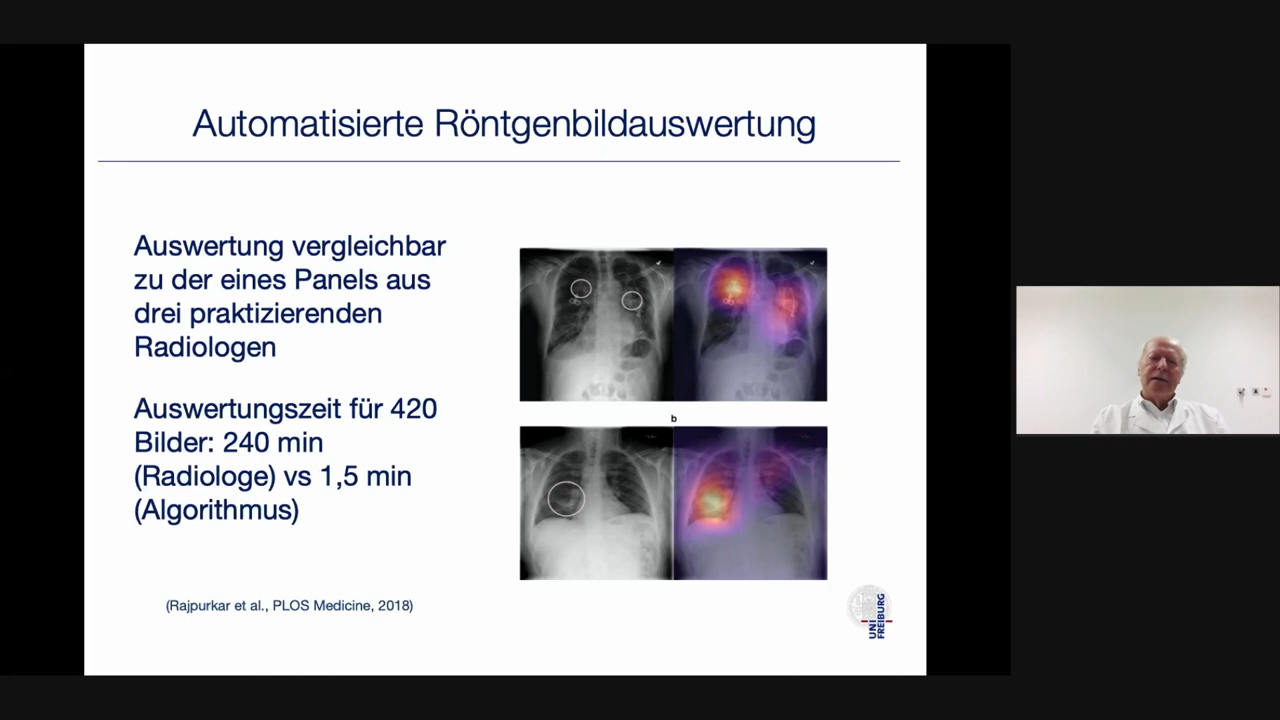 Automatisierte Röntgenbildauswertung
Auswertung vergleichbar
zu der eines Panels aus
drei praktizierenden
Radiologen
Auswertungszeit für 420
Bilder: 240 min
(Radiologe) vs 1,5 min
(Algorithmus)
b
(Rajpurkar et al., PLOS Medicine, 2018)
UNI
FREIBURG